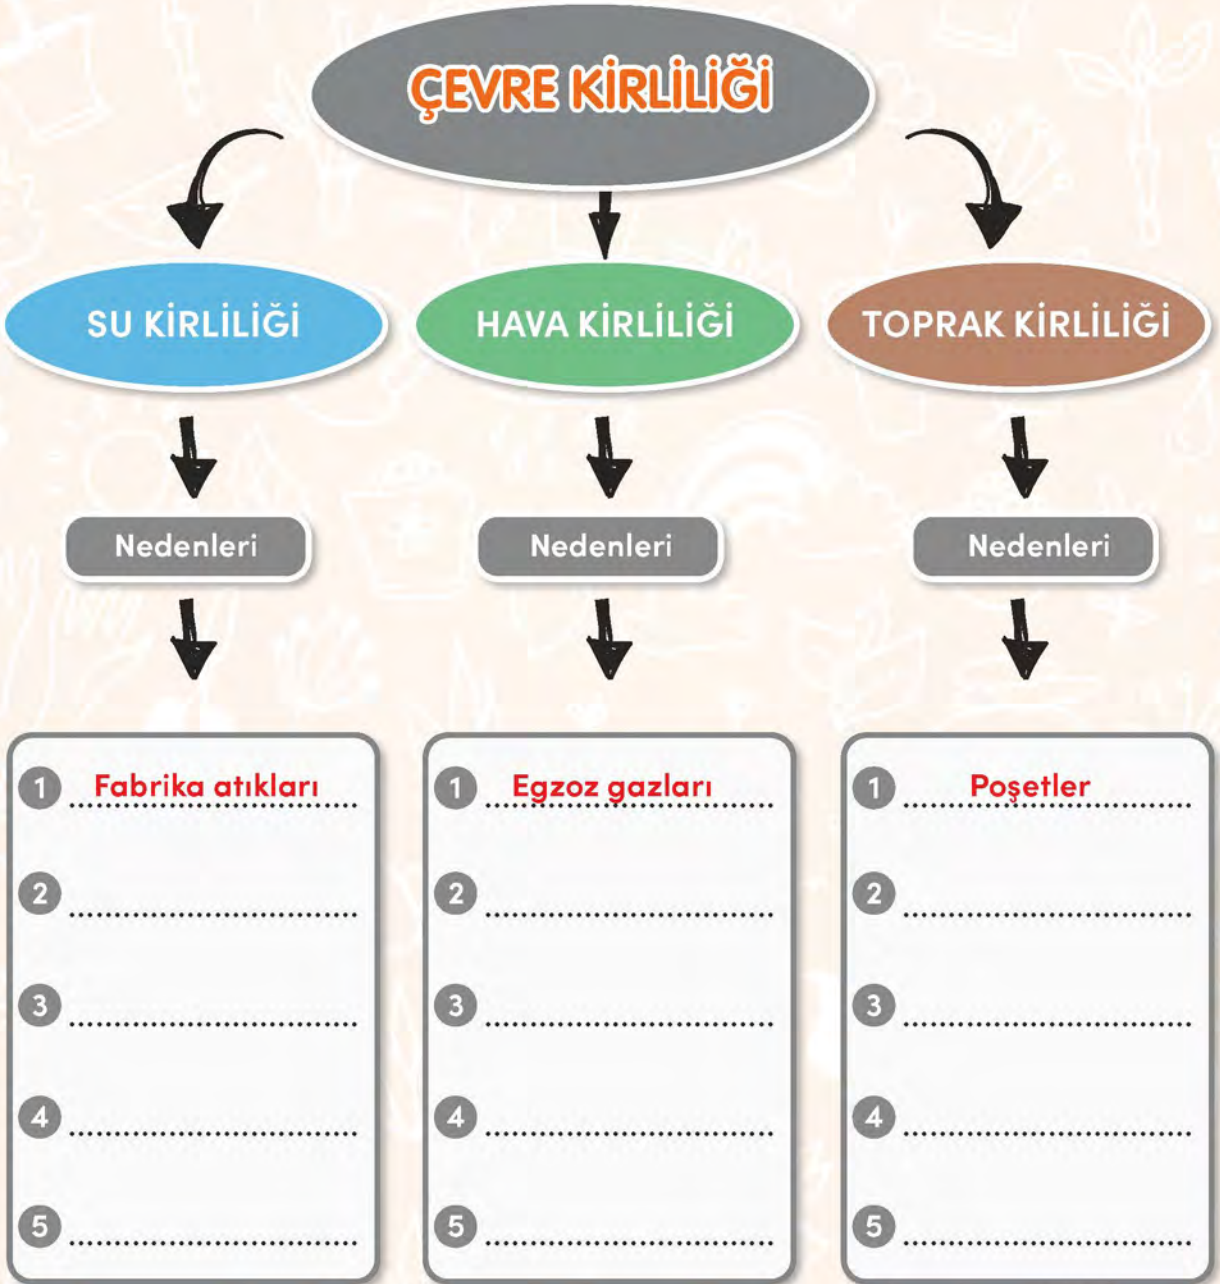 ÇEVRE KİRLİLİĞİ
SU KİRLİLİĞİ
HAVA KİRLİLİĞİ
TOPRAK KİRLİLİĞİ
Nedenleri
Nedenleri
Nedenleri
1 Fabrika atıkları
2
3
4
5
1 Egzoz gazları
2
3
4
5
1 Poşetler
2
3
4
5